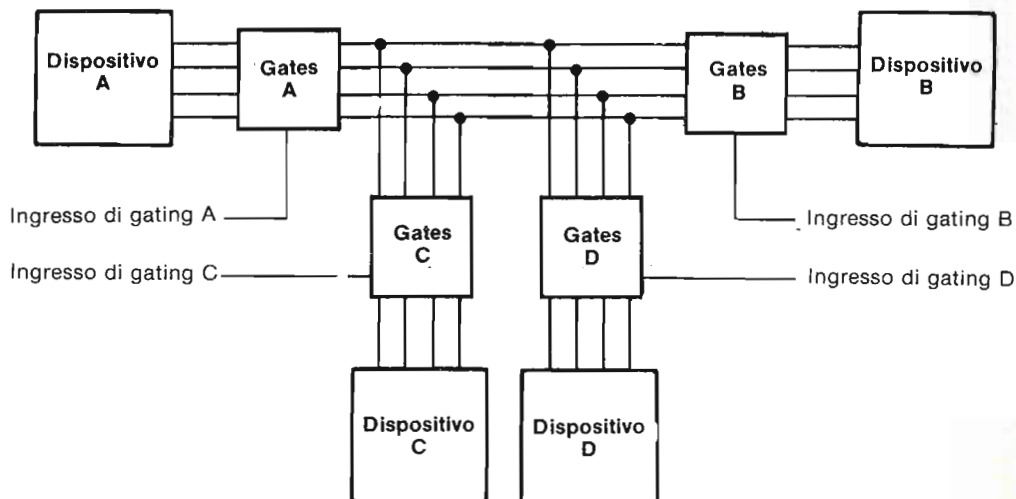 Dispositivo
A
Gates
A
Gates
B
Dispositivo
B
Ingresso di gating A
Ingresso di gating B
Gates
C
Gates
D
Ingresso di gating C
Ingresso di gating D
Dispositivo
C
Dispositivo
D